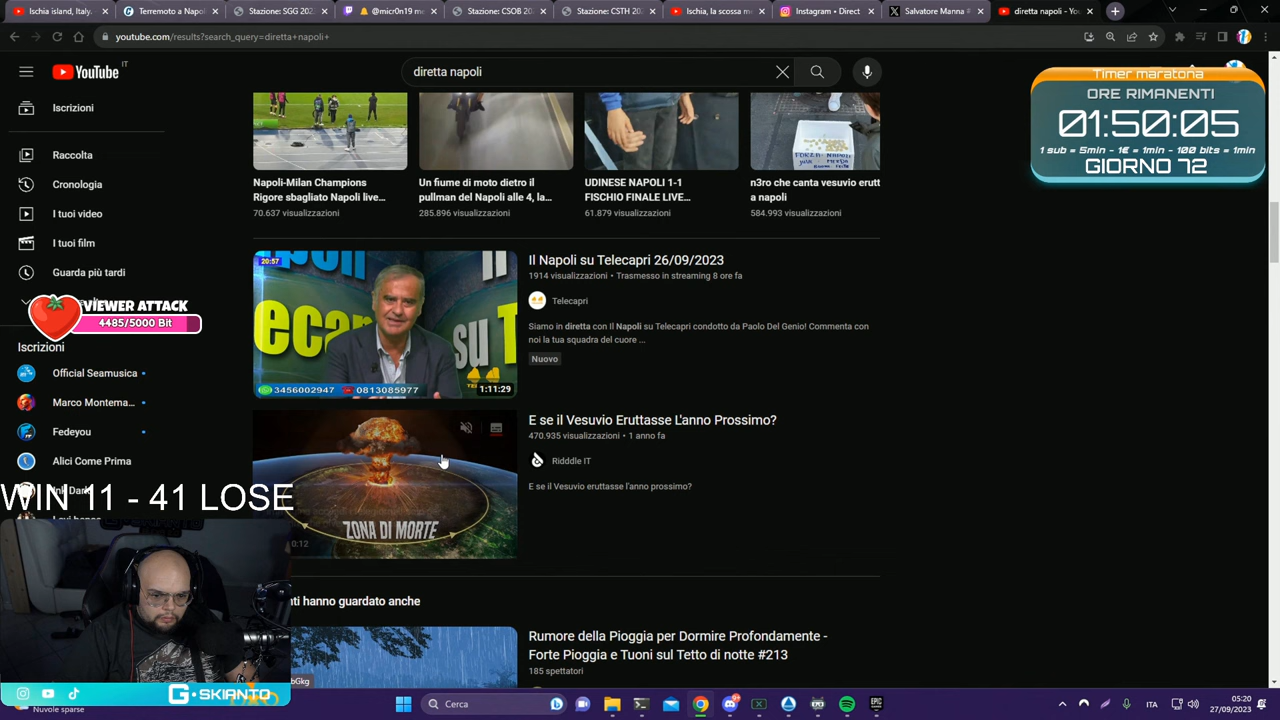 Ischia island, Italy.
Terremoto a Napol
Stazione: SGG 2023
@micr0n19 m
Stazione: CSOB 20
Stazione: CSTH 202
Ischia, la scossa m
Instagram • Direct
Salvatore Manna #
diretta napoli - Yo
youtube.com/results?search_query=diretta+napoli+
YouTube IT
diretta napoli
Timer maratona
ORE RIMANENTI
01:50:05
1 sub = 5min - 1€ = 1min - 100 bits = 1min
GIORNO 72
Iscrizioni
Raccolta
Cronologia
I tuoi video
I tuoi film
Guarda più tardi
VIEWER ATTACK
4485/5000 Bit
Iscrizioni
Official Seamusica
Marco Montema...
Fedeyou
Alici Come Prima
WIN 11 - 41 LOSE
FORZA NAPOLI
Napoli-Milan Champions
Rigore sbagliato Napoli live...
70.637 visualizzazioni
Un fiume di moto dietro il
pullman del Napoli alle 4, la...
285.896 visualizzazioni
UDINESE NAPOLI 1-1
FISCHIO FINALE LIVE...
61.879 visualizzazioni
n3ro che canta vesuvio erutt
a napoli
584.993 visualizzazioni
20:57
3456002947 0813085977
1:11:29
Il Napoli su Telecapri 26/09/2023
1914 visualizzazioni • Trasmesso in streaming 8 ore fa
Telecapri
Siamo in diretta con Il Napoli su Telecapri condotto da Paolo Del Genio! Commenta con
noi la tua squadra del cuore ...
Nuovo
ZONA DI MORTE
0:12
E se il Vesuvio Eruttasse L'anno Prossimo?
470.935 visualizzazioni • 1 anno fa
Ridddle IT
E se il Vesuvio eruttasse l'anno prossimo?
nti hanno guardato anche
Rumore della Pioggia per Dormire Profondamente -
Forte Pioggia e Tuoni sul Tetto di notte #213
185 spettatori
G•SKIANTO
Nuvole sparse
Cerca
ITA
05:20
27/09/2023